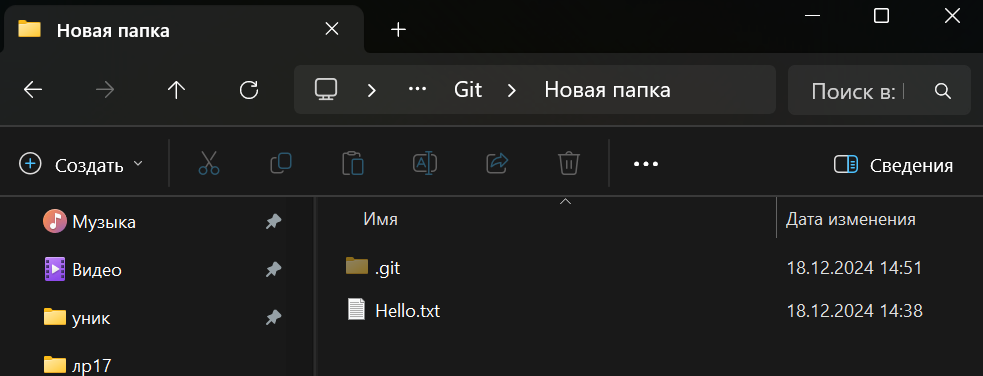 Новая папка
Git Новая папка
Поиск в:
Создать
Сведения
Музыка
Видео
уник
лр17
Имя Дата изменения
.git 18.12.2024 14:51
Hello.txt 18.12.2024 14:38